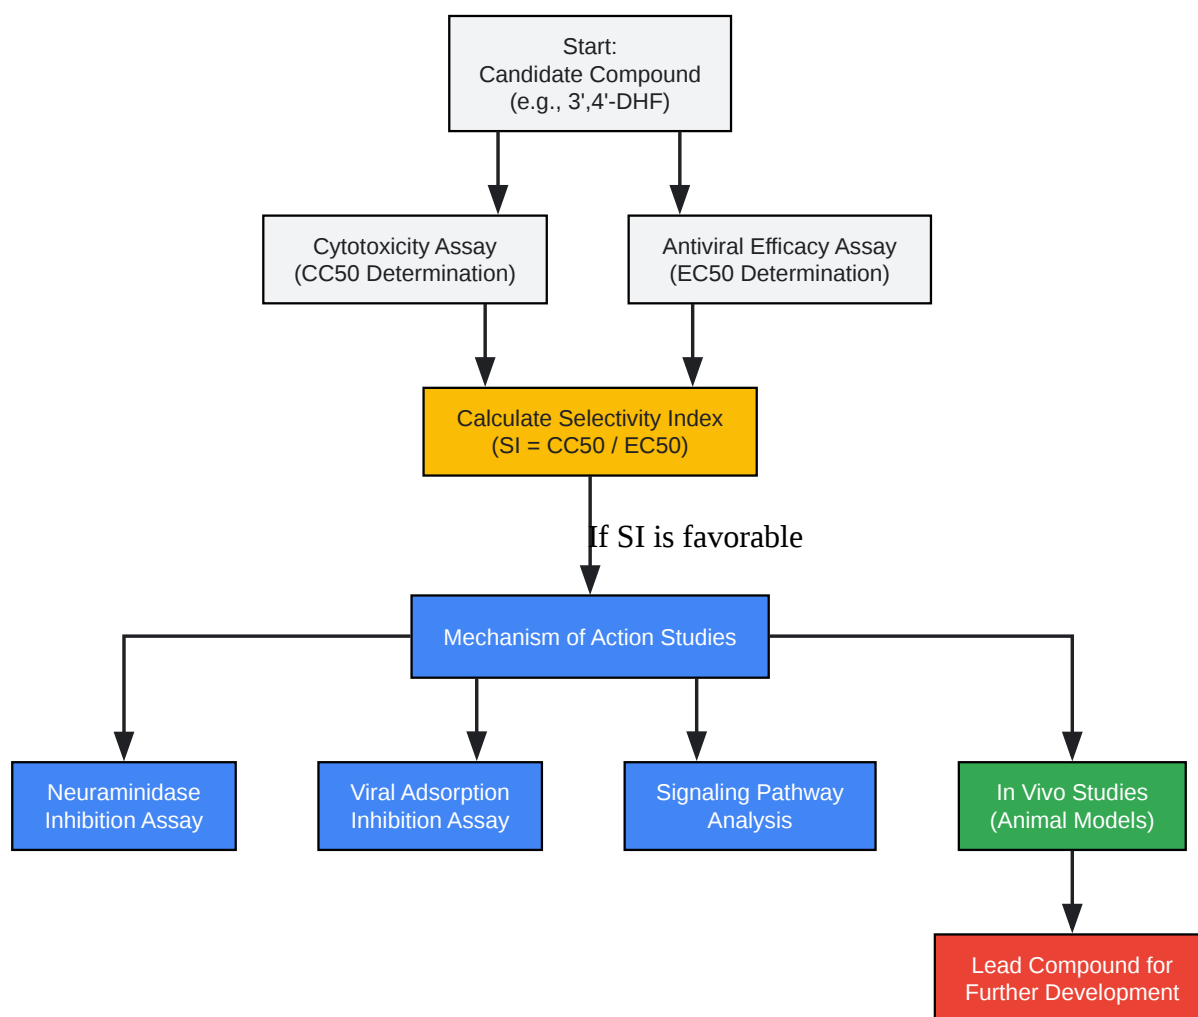 Start:
Candidate Compound
(e.g., 3',4'-DHF)
Cytotoxicity Assay
(CC50 Determination)
Antiviral Efficacy Assay
(EC50 Determination)
Calculate Selectivity Index
(SI = CC50 / EC50)
If SI is favorable
Mechanism of Action Studies
Neuraminidase
Inhibition Assay
Viral Adsorption
Inhibition Assay
Signaling Pathway
Analysis
In Vivo Studies
(Animal Models)
Lead Compound for
Further Development